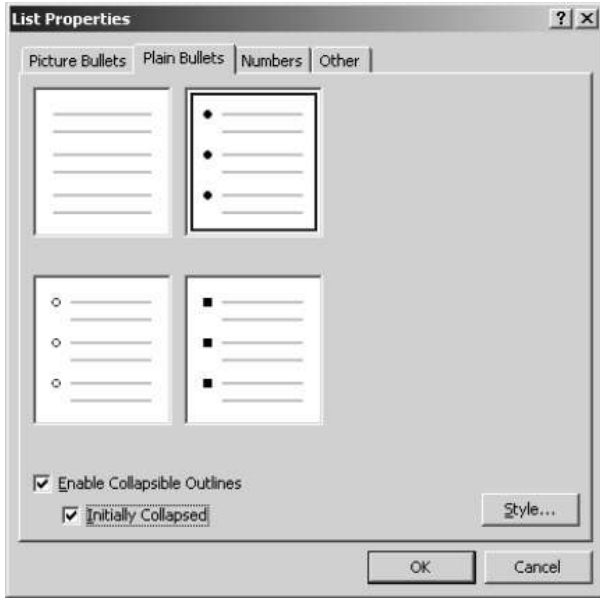 List Properties
Picture Bullets Plain Bullets Numbers Other
Enable Collapsible Outlines
Initially Collapsed
Style...
OK Cancel